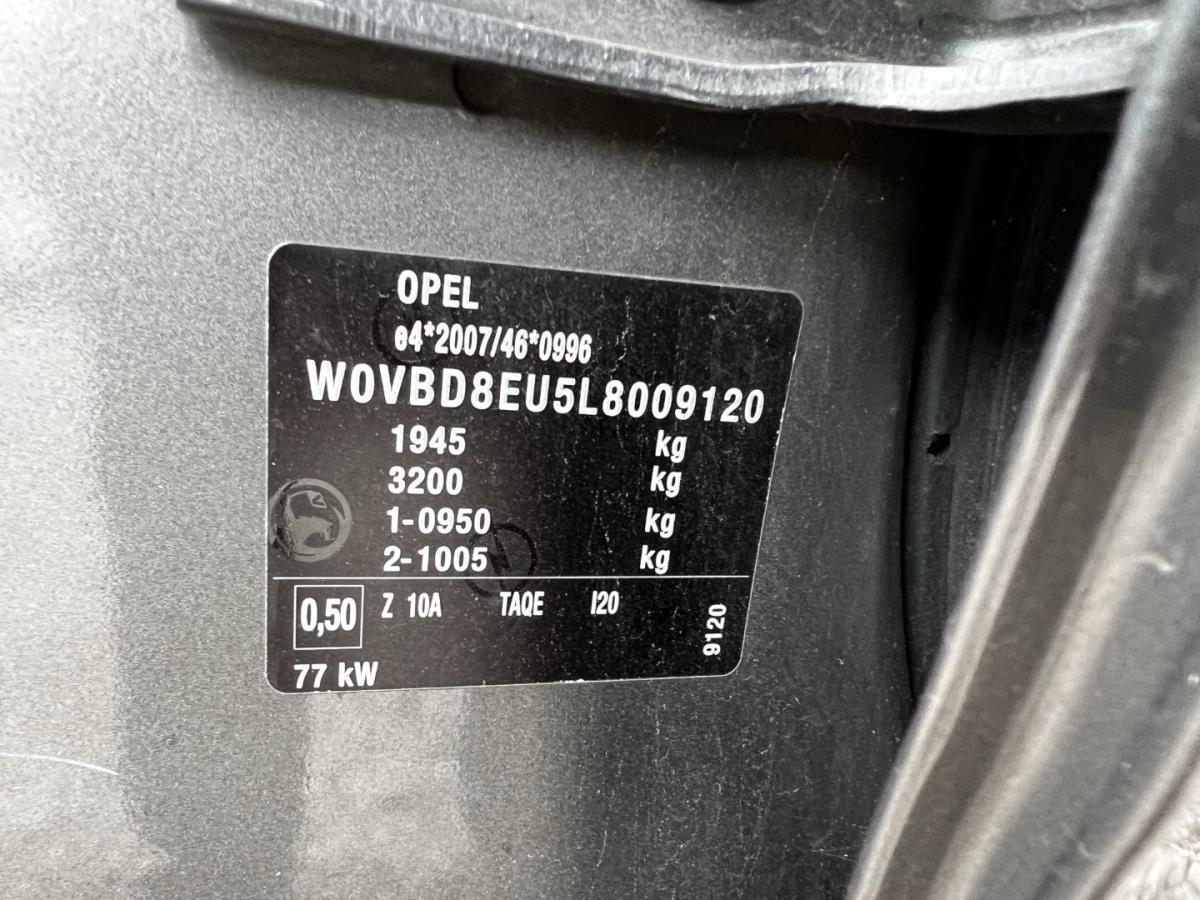 OPEL
e4*2007/46*0996
W0VBD8EU5L8009120
1945 kg
3200 kg
1-0950 kg
2-1005 kg
0,50 Z 10A TAQE I20
9120
77 kW